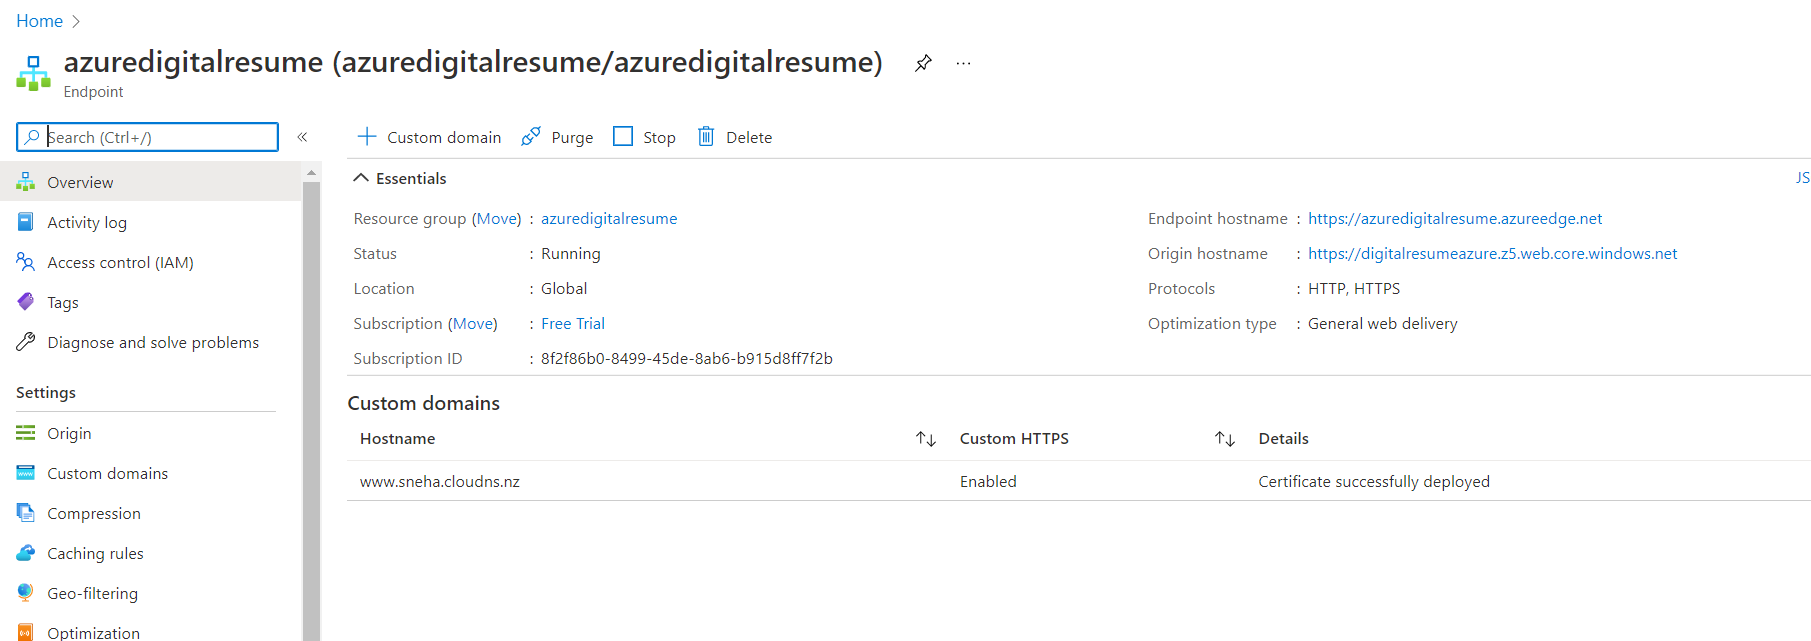 Home
azuredigitalresume (azuredigitalresume/azuredigitalresume) ...
Endpoint
Search (Ctrl+/) «
Custom domain Purge Stop Delete
Overview
Activity log
Access control (IAM)
Tags
Diagnose and solve problems
Settings
Origin
Custom domains
Compression
Caching rules
Geo-filtering
Optimization
Essentials JS
Resource group (Move) : azuredigitalresume
Status : Running
Location : Global
Subscription (Move) : Free Trial
Subscription ID : 8f2f86b0-8499-45de-8ab6-b915d8ff7f2b
Endpoint hostname : https://azuredigitalresume.azureedge.net
Origin hostname : https://digitalresumeazure.z5.web.core.windows.net
Protocols : HTTP, HTTPS
Optimization type : General web delivery
Custom domains
Hostname Custom HTTPS Details
www.sneha.cloudns.nz Enabled Certificate successfully deployed